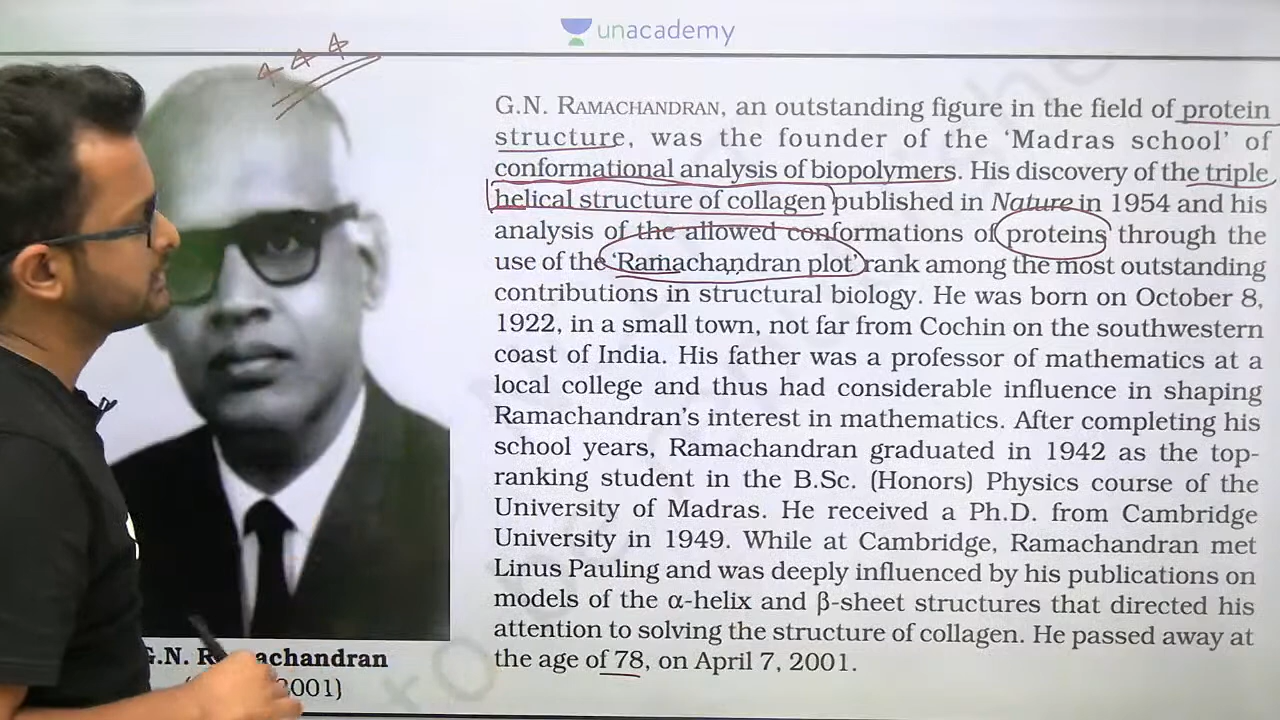 unacademy
G.N. RAMACHANDRAN, an outstanding figure in the field of protein
structure, was the founder of the ‘Madras school’ of
conformational analysis of biopolymers. His discovery of the triple
helical structure of collagen published in Nature in 1954 and his
analysis of the allowed conformations of proteins through the
use of the ‘Ramachandran plot’ rank among the most outstanding
contributions in structural biology. He was born on October 8,
1922, in a small town, not far from Cochin on the southwestern
coast of India. His father was a professor of mathematics at a
local college and thus had considerable influence in shaping
Ramachandran’s interest in mathematics. After completing his
school years, Ramachandran graduated in 1942 as the top-
ranking student in the B.Sc. (Honors) Physics course of the
University of Madras. He received a Ph.D. from Cambridge
University in 1949. While at Cambridge, Ramachandran met
Linus Pauling and was deeply influenced by his publications on
models of the α-helix and β-sheet structures that directed his
attention to solving the structure of collagen. He passed away at
the age of 78, on April 7, 2001.
G.N. R achandran
2001)